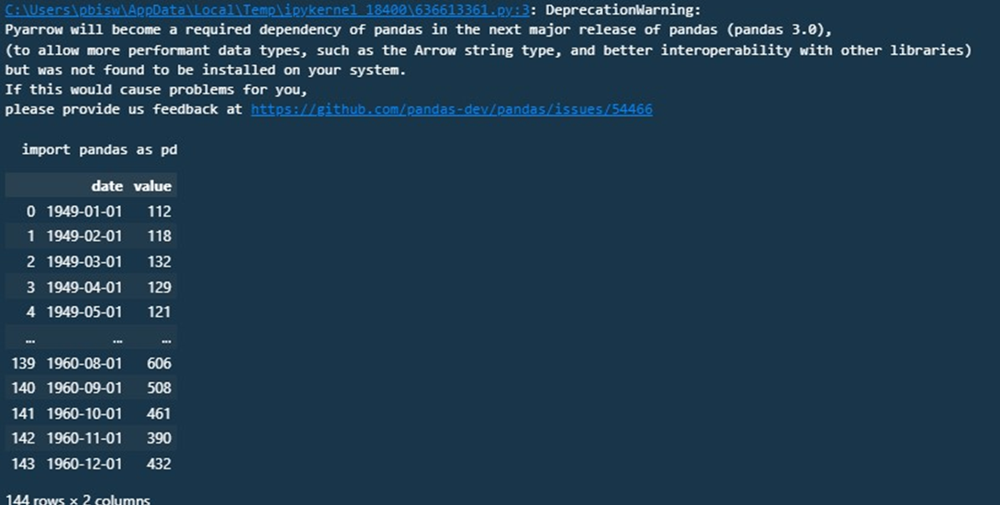 C:\Users\pbisw\AppData\Local\Temp\ipykernel_18400\636613361.py:3: DeprecationWarning:
Pyarrow will become a required dependency of pandas in the next major release of pandas (pandas 3.0),
(to allow more performant data types, such as the Arrow string type, and better interoperability with other libraries)
but was not found to be installed on your system.
If this would cause problems for you,
please provide us feedback at https://github.com/pandas-dev/pandas/issues/54466
import pandas as pd
date value
0 1949-01-01 112
1 1949-02-01 118
2 1949-03-01 132
3 1949-04-01 129
4 1949-05-01 121
... ... ...
139 1960-08-01 606
140 1960-09-01 508
141 1960-10-01 461
142 1960-11-01 390
143 1960-12-01 432
144 rows × 2 columns